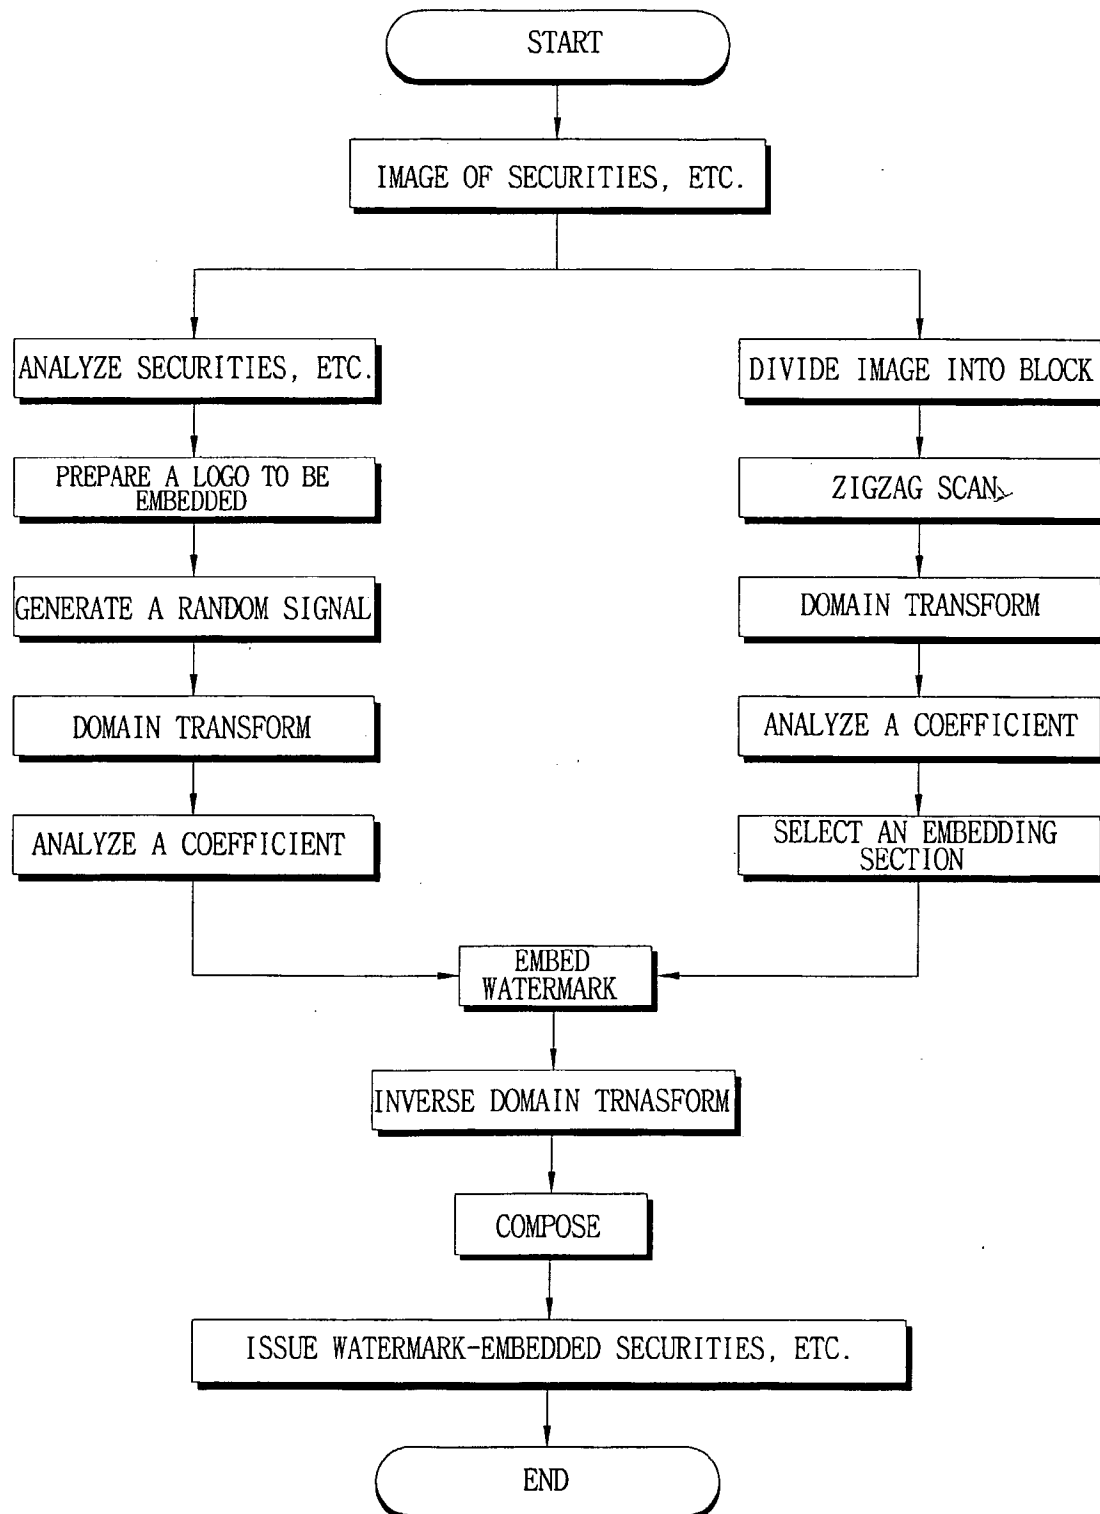 START
IMAGE OF SECURITIES, ETC.
ANALYZE SECURITIES, ETC.
PREPARE A LOGO TO BE
EMBEDDED
GENERATE A RANDOM SIGNAL
DOMAIN TRANSFORM
ANALYZE A COEFFICIENT
DIVIDE IMAGE INTO BLOCK
ZIGZAG SCAN
DOMAIN TRANSFORM
ANALYZE A COEFFICIENT
SELECT AN EMBEDDING
SECTION
EMBED
WATERMARK
INVERSE DOMAIN TRNASFORM
COMPOSE
ISSUE WATERMARK-EMBEDDED SECURITIES, ETC.
END